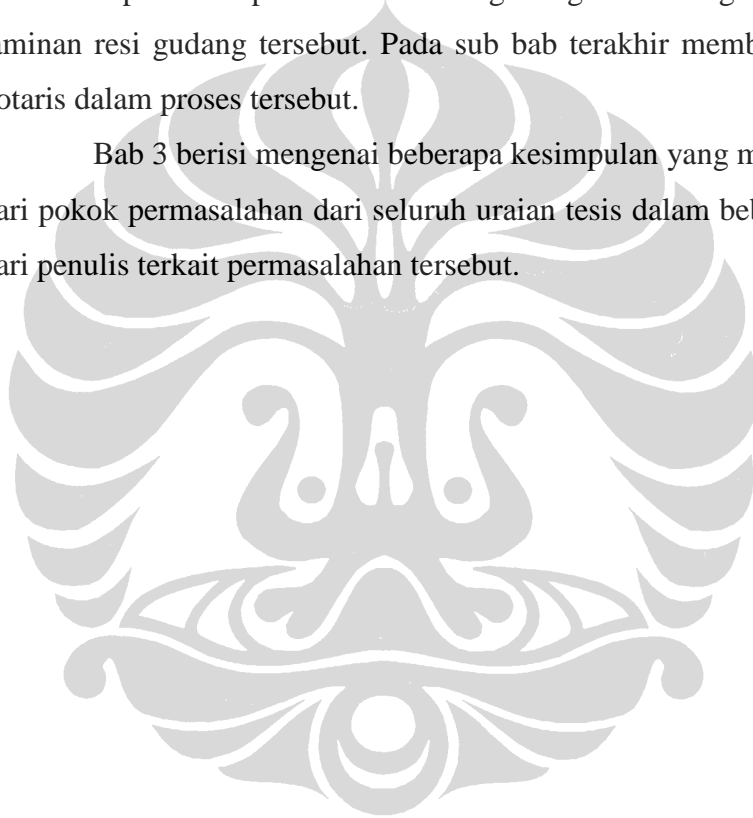 aminan resi gudang tersebut. Pada sub bab terakhir memb
otaris dalam proses tersebut.
Bab 3 berisi mengenai beberapa kesimpulan yang m
ari pokok permasalahan dari seluruh uraian tesis dalam beb
ari penulis terkait permasalahan tersebut.